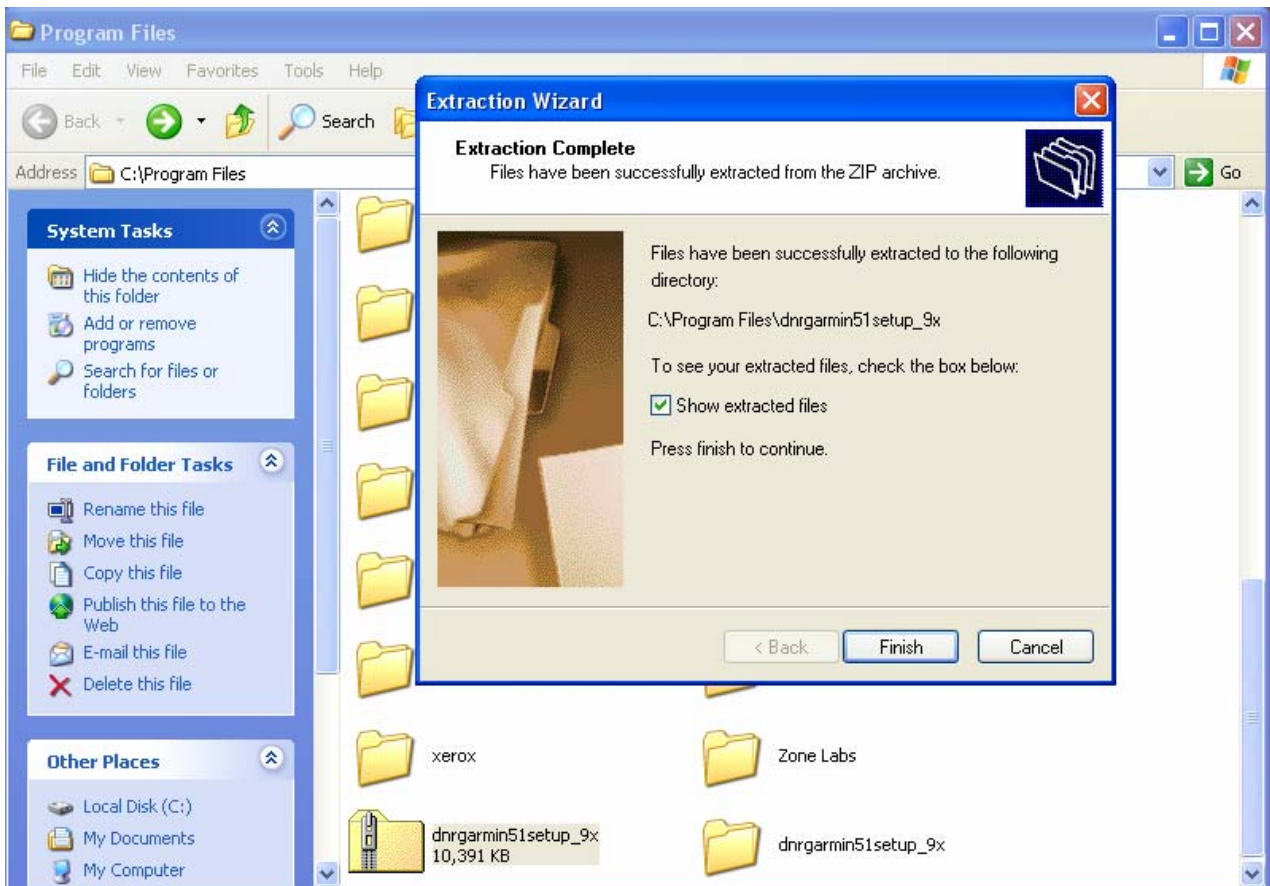 Program Files
File Edit View Favorites Tools Help
Back Search
Address C:\Program Files Go
System Tasks
Hide the contents of
this folder
Add or remove
programs
Search for files or
folders
File and Folder Tasks
Rename this file
Move this file
Copy this file
Publish this file to the
Web
E-mail this file
Delete this file
Other Places
Local Disk (C:)
My Documents
My Computer
Extraction Wizard
Extraction Complete
Files have been successfully extracted from the ZIP archive.
Files have been successfully extracted to the following
directory:
C:\Program Files\dnrgarmin51setup_9x
To see your extracted files, check the box below:
Show extracted files
Press finish to continue.
< Back Finish Cancel
xerox Zone Labs
dnrgarmin51setup_9x
10,391 KB
dnrgarmin51setup_9x